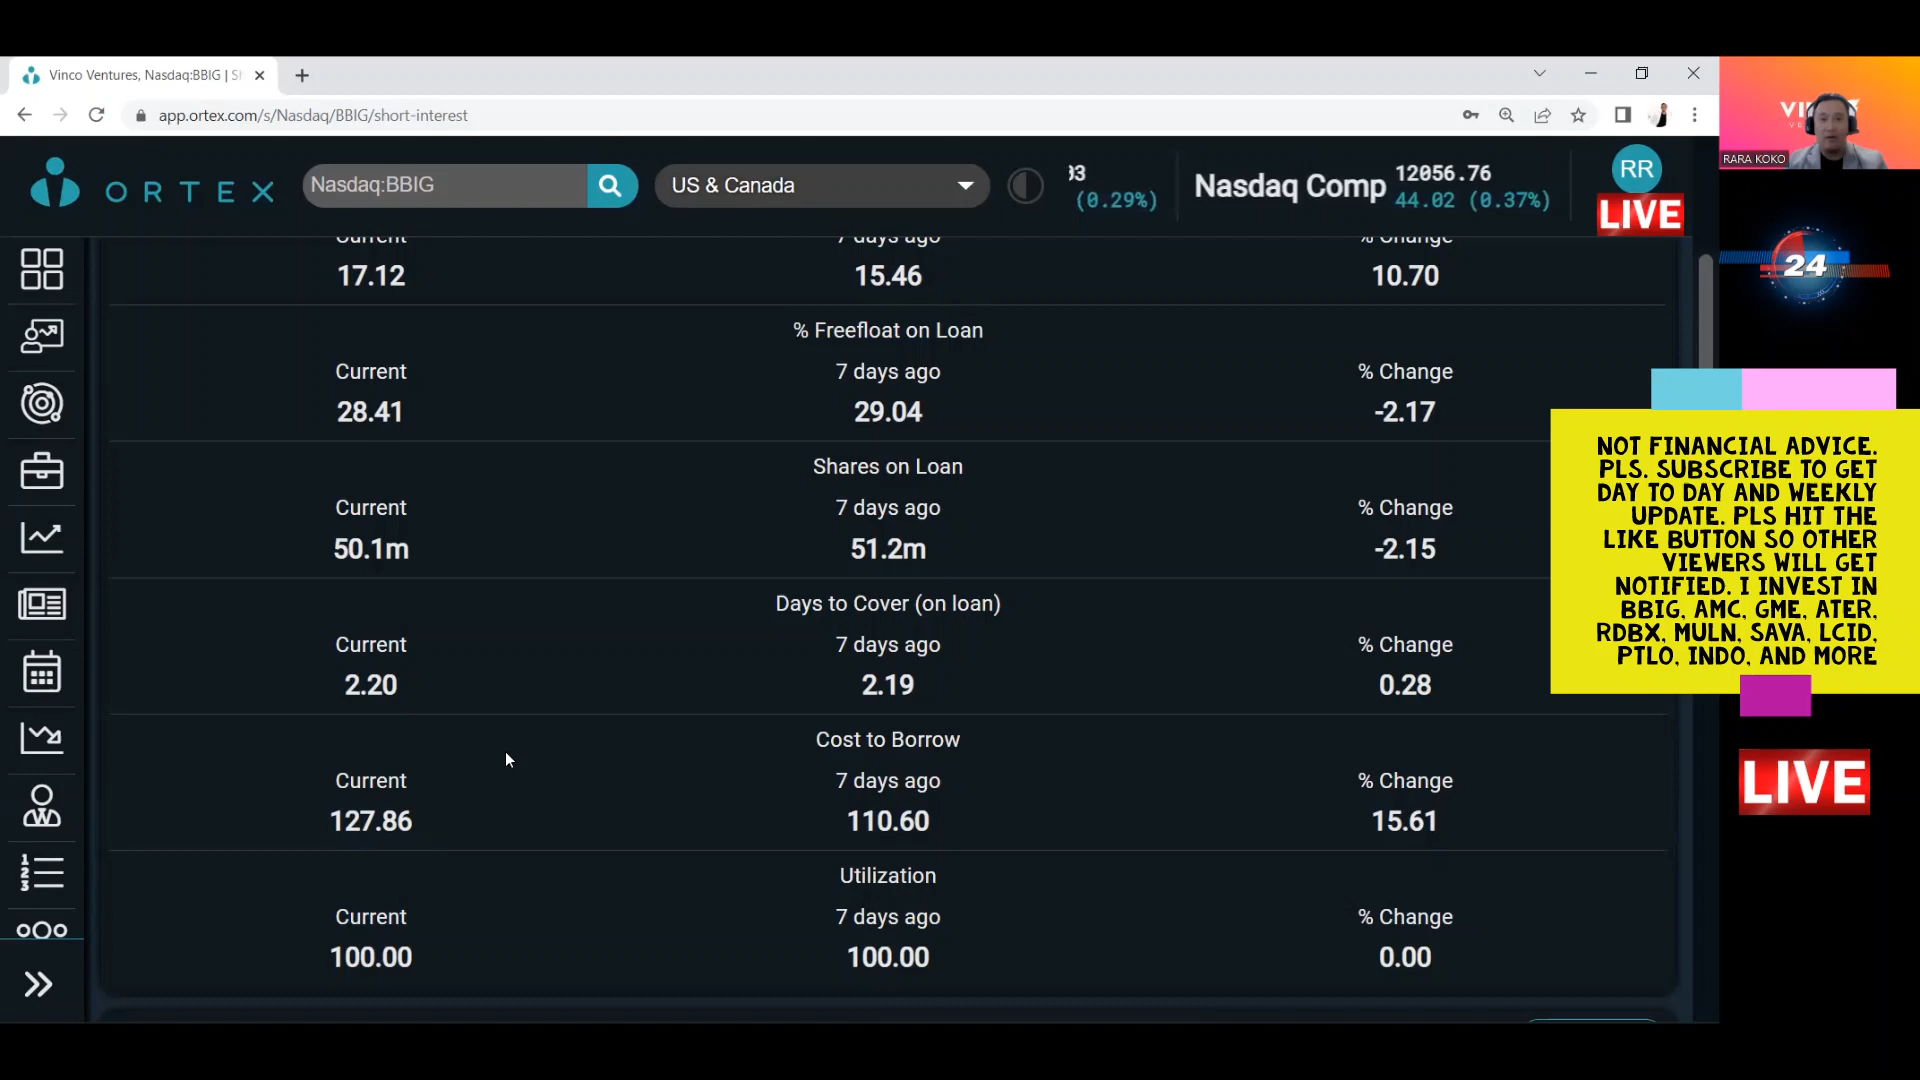 Vinco Ventures, Nasdaq:BBIG | Sh
app.ortex.com/s/Nasdaq/BBIG/short-interest
ORTEX
Nasdaq:BBIG
US & Canada
(0.29%)
Nasdaq Comp
12056.76
44.02 (0.37%)
RR
LIVE
RARA KOKO
24
Current
7 days ago
% Change
17.12
15.46
10.70
% Freefloat on Loan
Current
7 days ago
% Change
28.41
29.04
-2.17
Shares on Loan
Current
7 days ago
% Change
50.1m
51.2m
-2.15
Days to Cover (on loan)
Current
7 days ago
% Change
2.20
2.19
0.28
Cost to Borrow
Current
7 days ago
% Change
127.86
110.60
15.61
Utilization
Current
7 days ago
% Change
100.00
100.00
0.00
NOT FINANCIAL ADVICE.
PLS. SUBSCRIBE TO GET
DAY TO DAY AND WEEKLY
UPDATE. PLS HIT THE
LIKE BUTTON SO OTHER
VIEWERS WILL GET
NOTIFIED. I INVEST IN
BBIG, AMC, GME, ATER,
RDBX, MULN, SAVA, LCID,
PTLO, INDO, AND MORE
LIVE